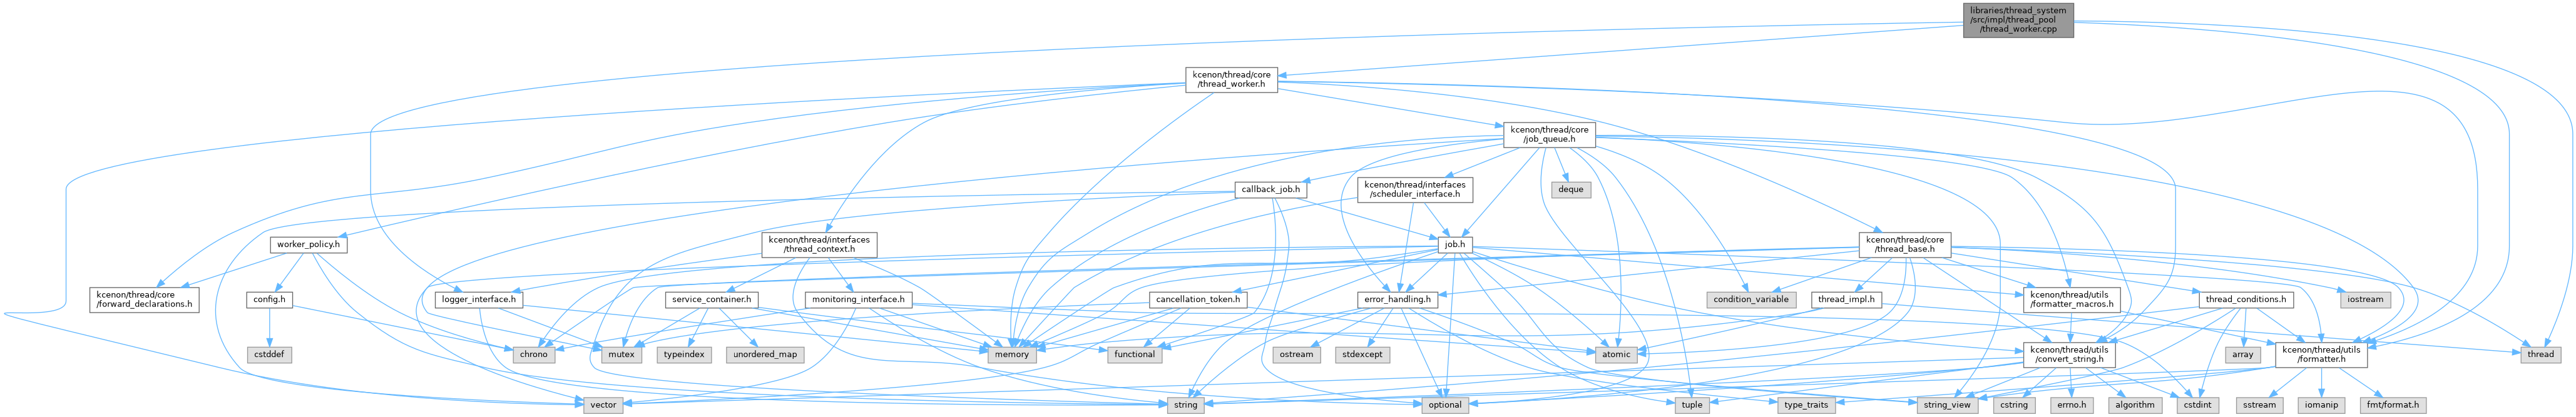 libraries/thread_system
/src/impl/thread_pool
/thread_worker.cpp
kcenon/thread/core
/thread_worker.h
kcenon/thread/core
/job_queue.h
callback_job.h
kcenon/thread/interfaces
/scheduler_interface.h
deque
worker_policy.h
kcenon/thread/interfaces
/thread_context.h
job.h
kcenon/thread/core
/thread_base.h
kcenon/thread/core
/forward_declarations.h
config.h
logger_interface.h
service_container.h
monitoring_interface.h
cancellation_token.h
error_handling.h
condition_variable
thread_impl.h
kcenon/thread/utils
/formatter_macros.h
thread_conditions.h
iostream
cstddef
chrono
mutex
typeindex
unordered_map
memory
functional
ostream
stdexcept
atomic
kcenon/thread/utils
/convert_string.h
array
kcenon/thread/utils
/formatter.h
thread
vector
string
optional
tuple
type_traits
string_view
cstring
errno.h
algorithm
cstdint
sstream
iomanip
fmt/format.h